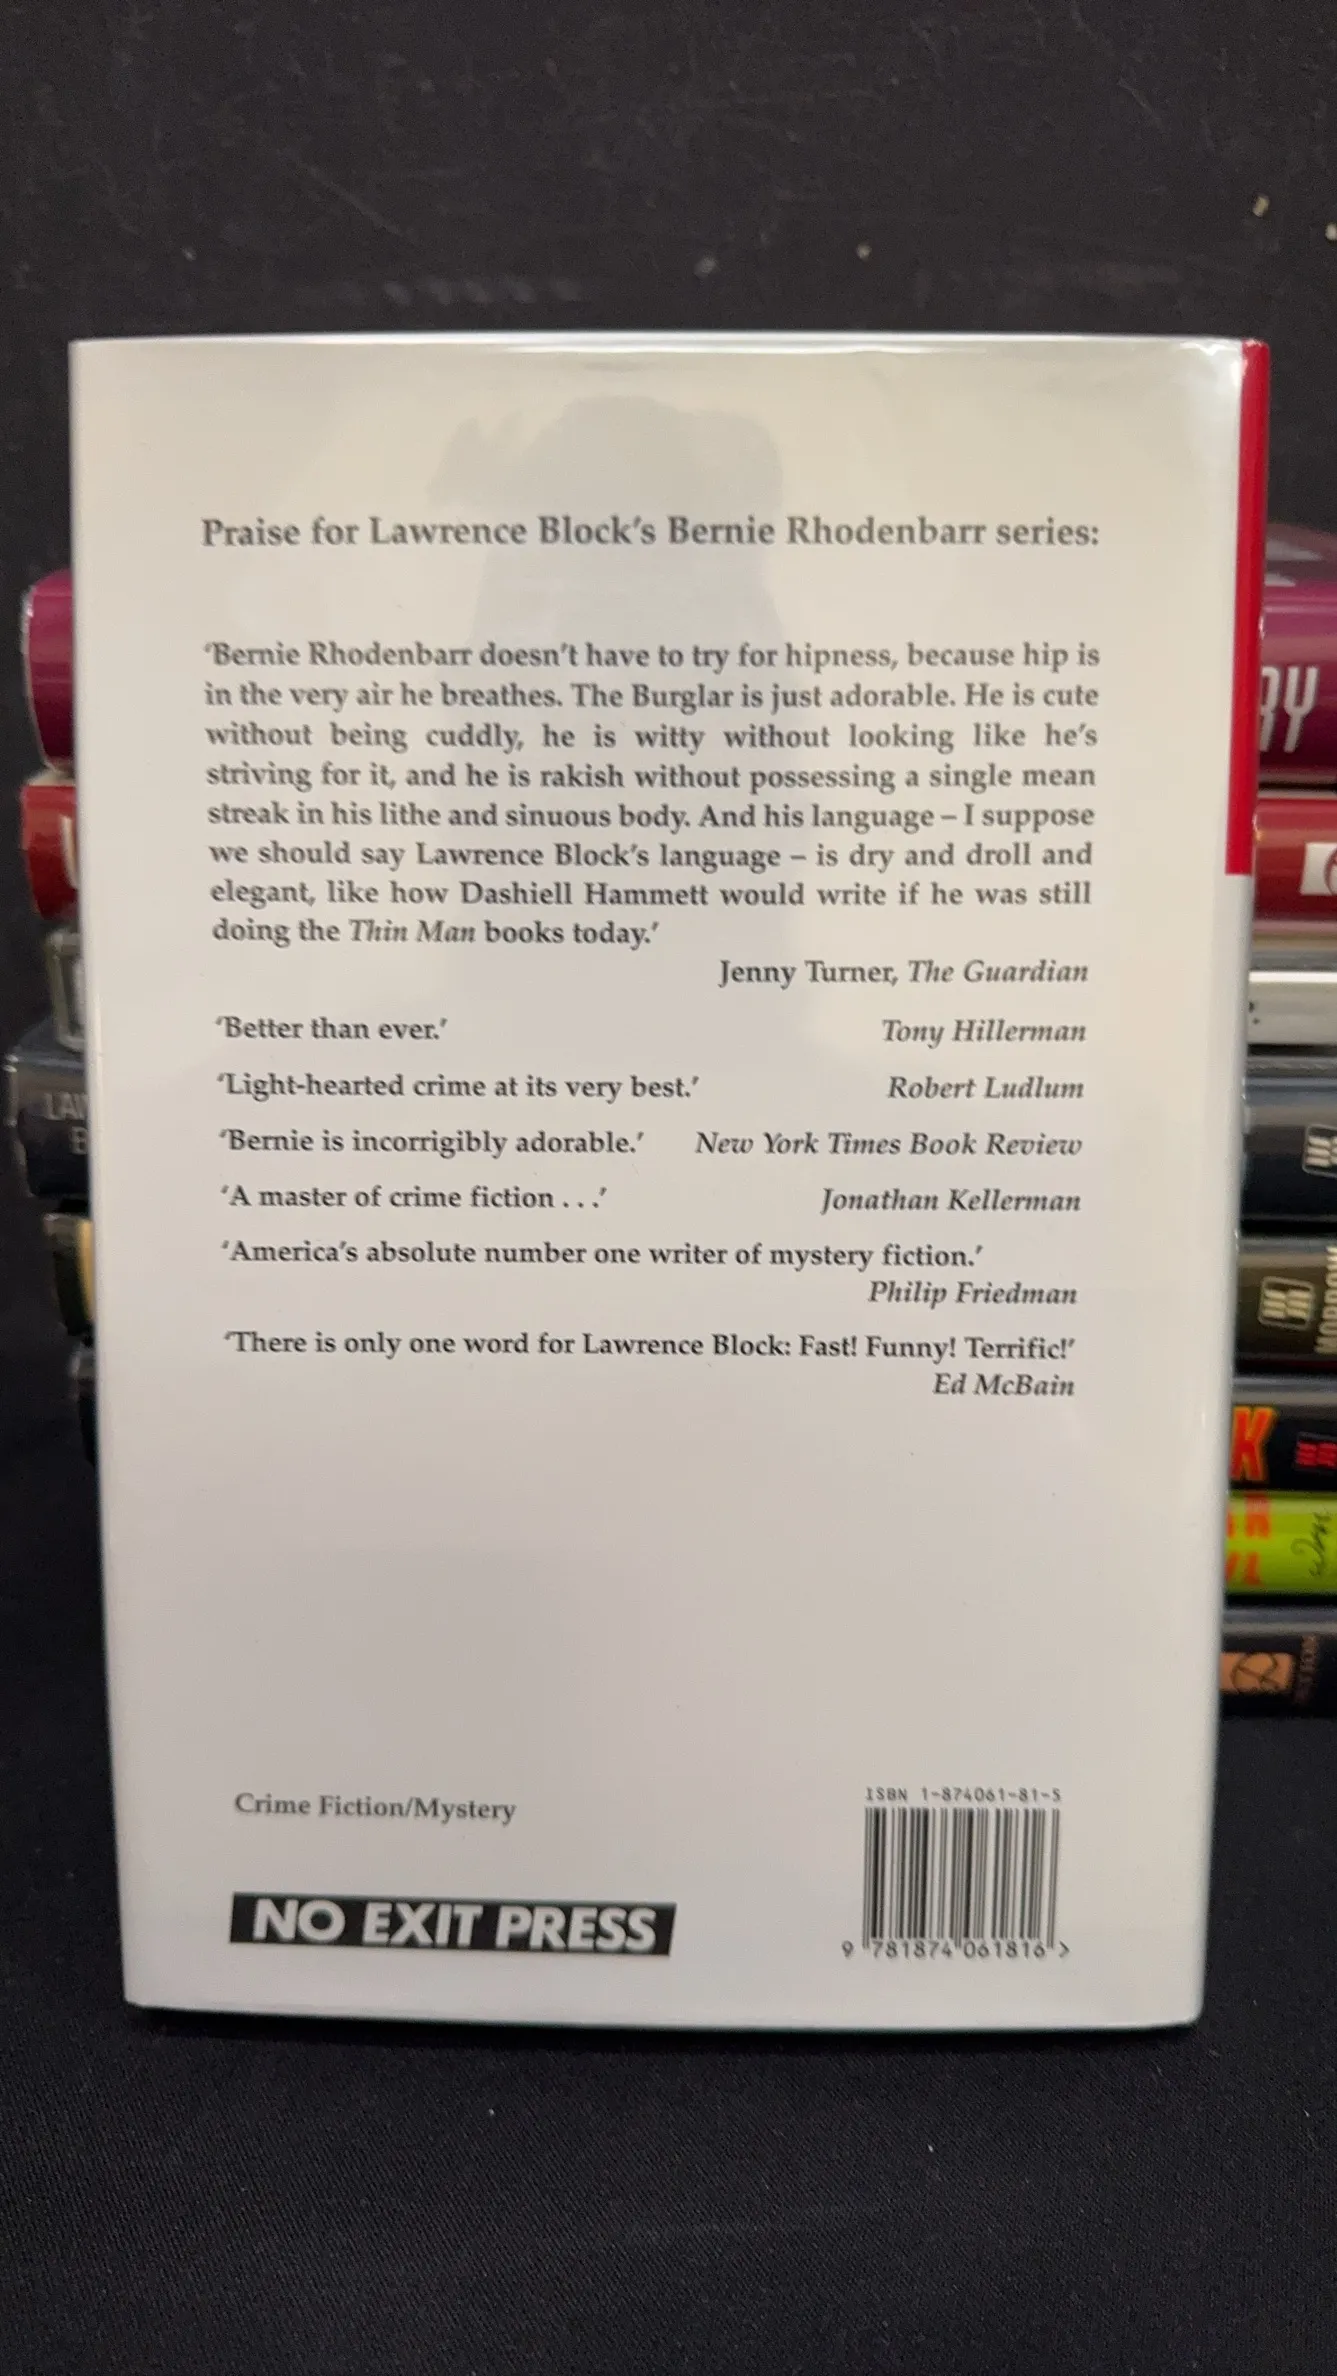 Praise for Lawrence Block's Bernie Rhodenbarr series:
'Bernie Rhodenbarr doesn't have to try for hipness, because hip is
in the very air he breathes. The Burglar is just adorable. He is cute
without being cuddly, he is witty without looking like he's
striving for it, and he is rakish without possessing a single mean
streak in his lithe and sinuous body. And his language – I suppose
we should say Lawrence Block's language – is dry and droll and
elegant, like how Dashiell Hammett would write if he was still
doing the Thin Man books today.'
Jenny Turner, The Guardian
'Better than ever.' Tony Hillerman
'Light-hearted crime at its very best.' Robert Ludlum
'Bernie is incorrigibly adorable.' New York Times Book Review
'A master of crime fiction . . .' Jonathan Kellerman
'America's absolute number one writer of mystery fiction.'
Philip Friedman
'There is only one word for Lawrence Block: Fast! Funny! Terrific!'
Ed McBain
Crime Fiction/Mystery
NO EXIT PRESS
ISBN 1-874061-81-5
9 781874 061816 >